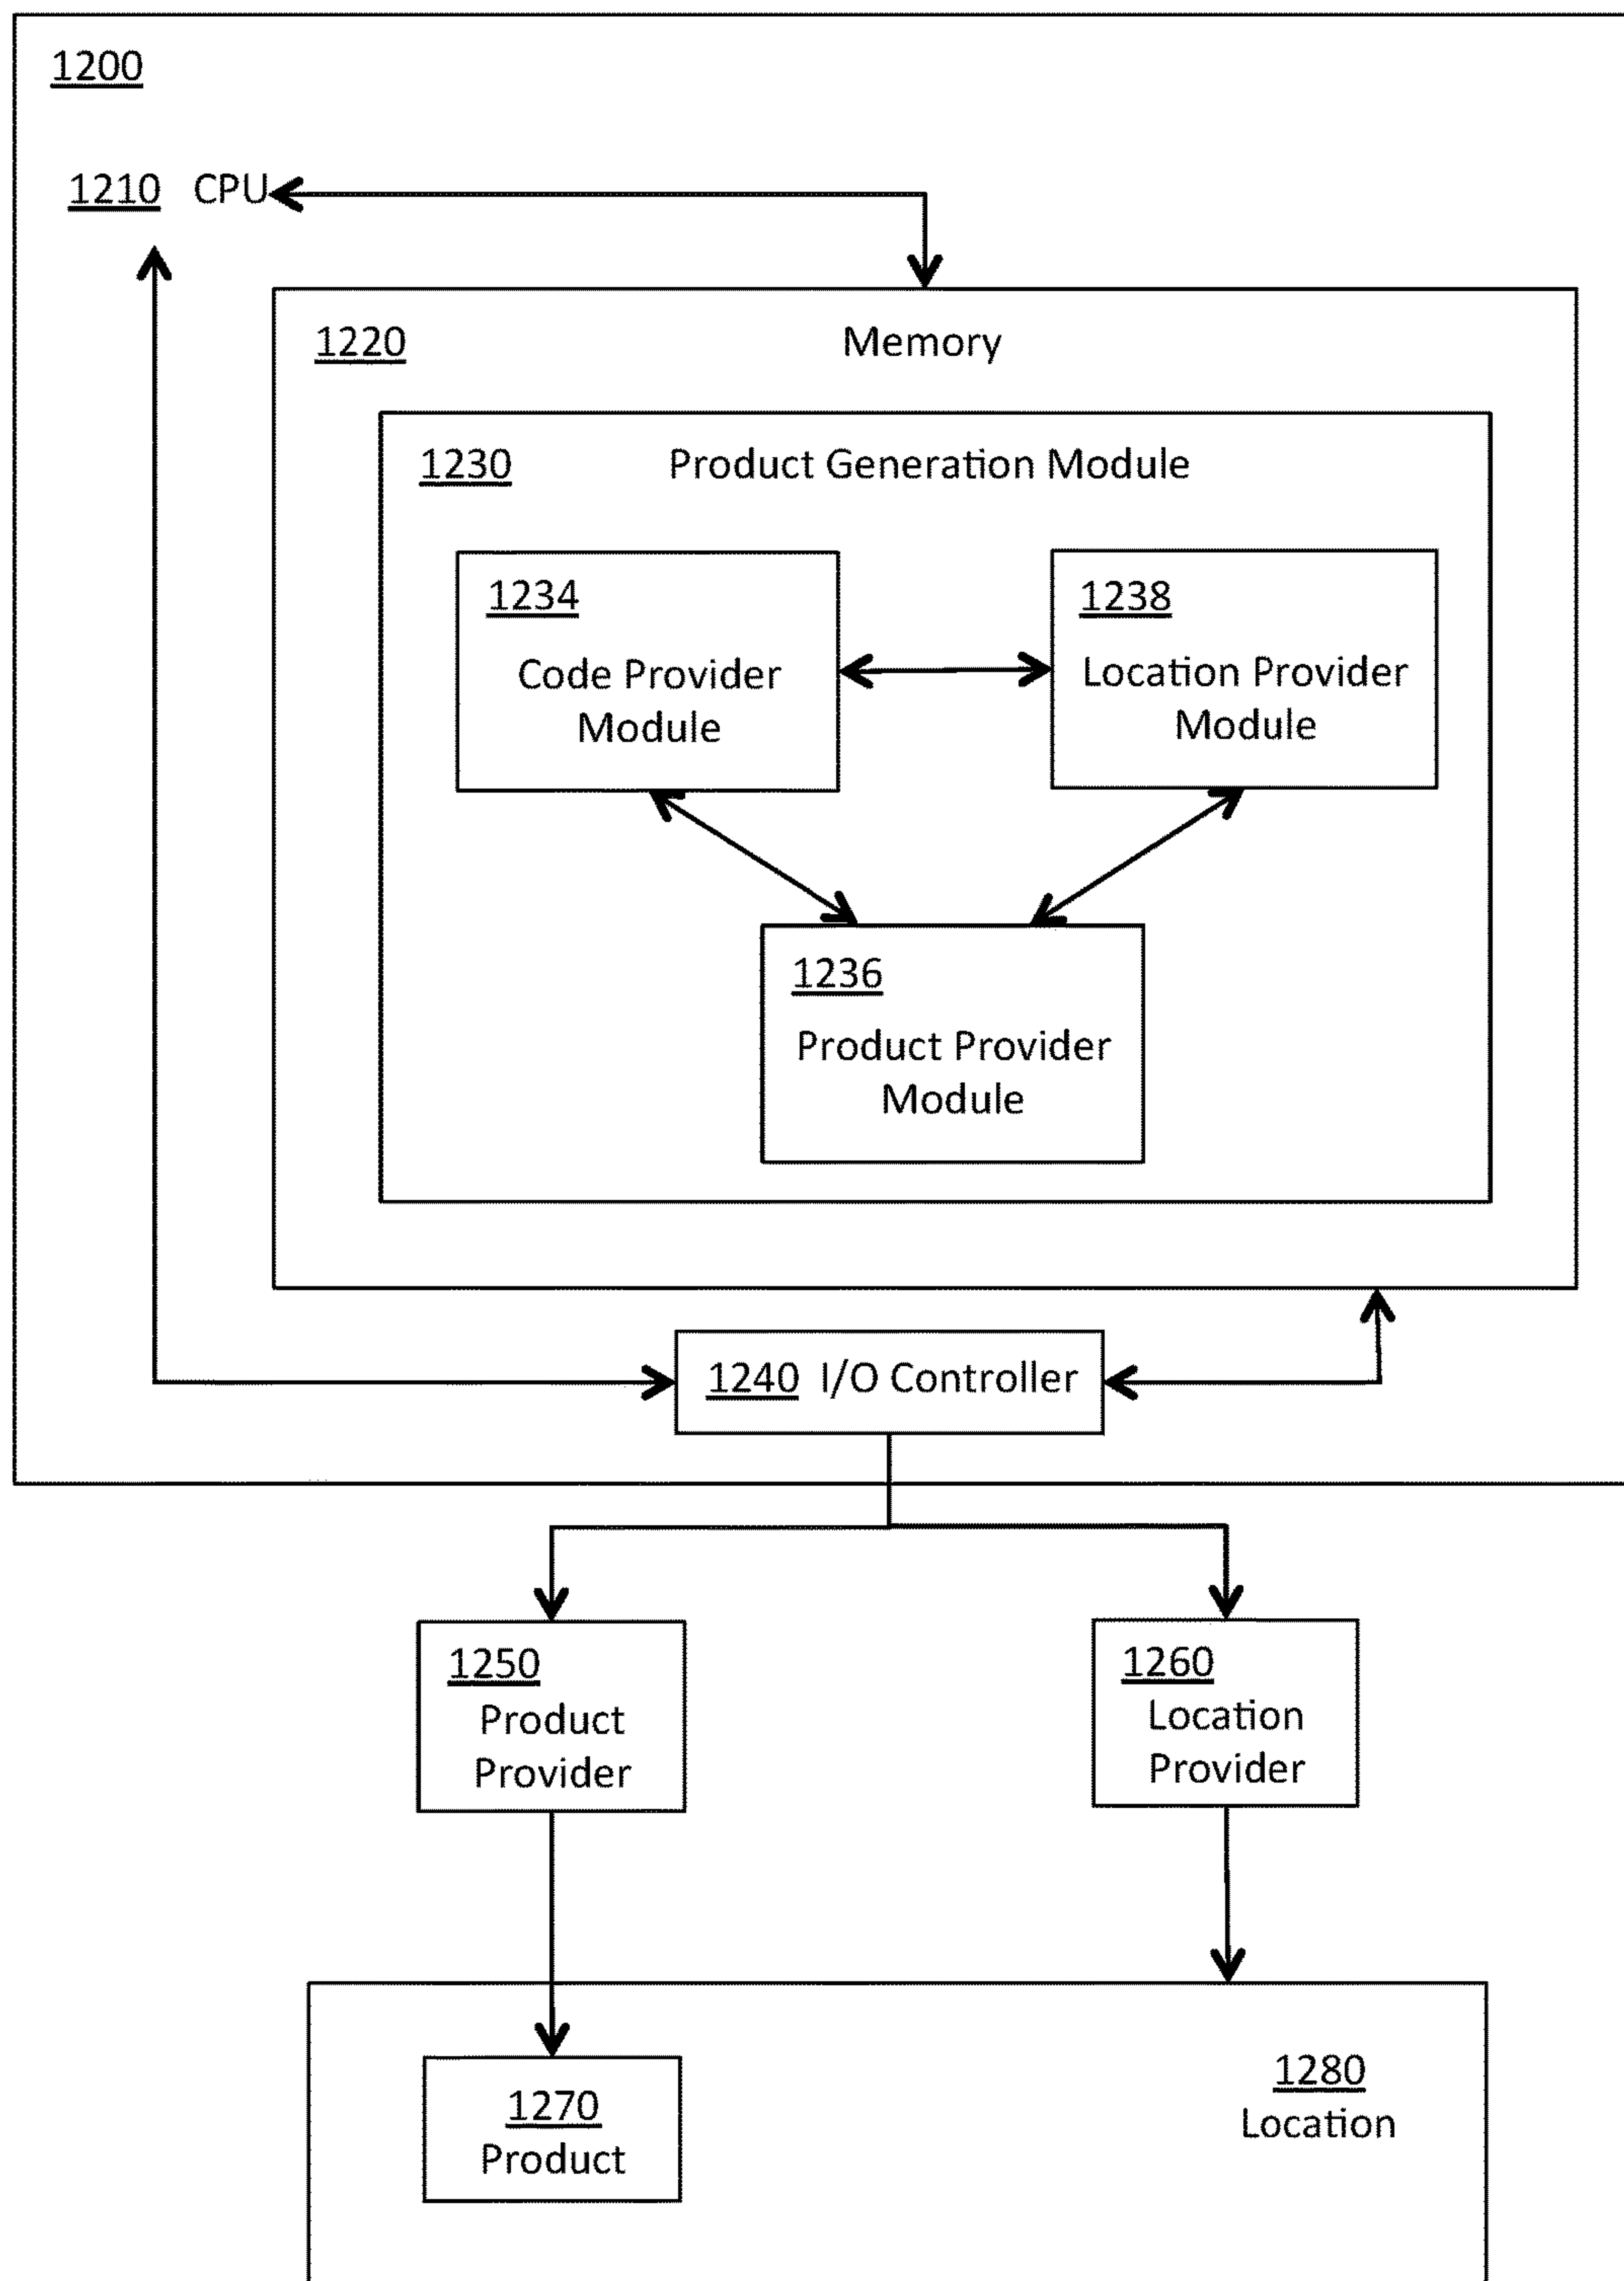 1200
1210 CPU
1220 Memory
1230 Product Generation Module
1234
Code Provider
Module
1238
Location Provider
Module
1236
Product Provider
Module
1240 I/O Controller
1250
Product
Provider
1260
Location
Provider
1270
Product
1280
Location